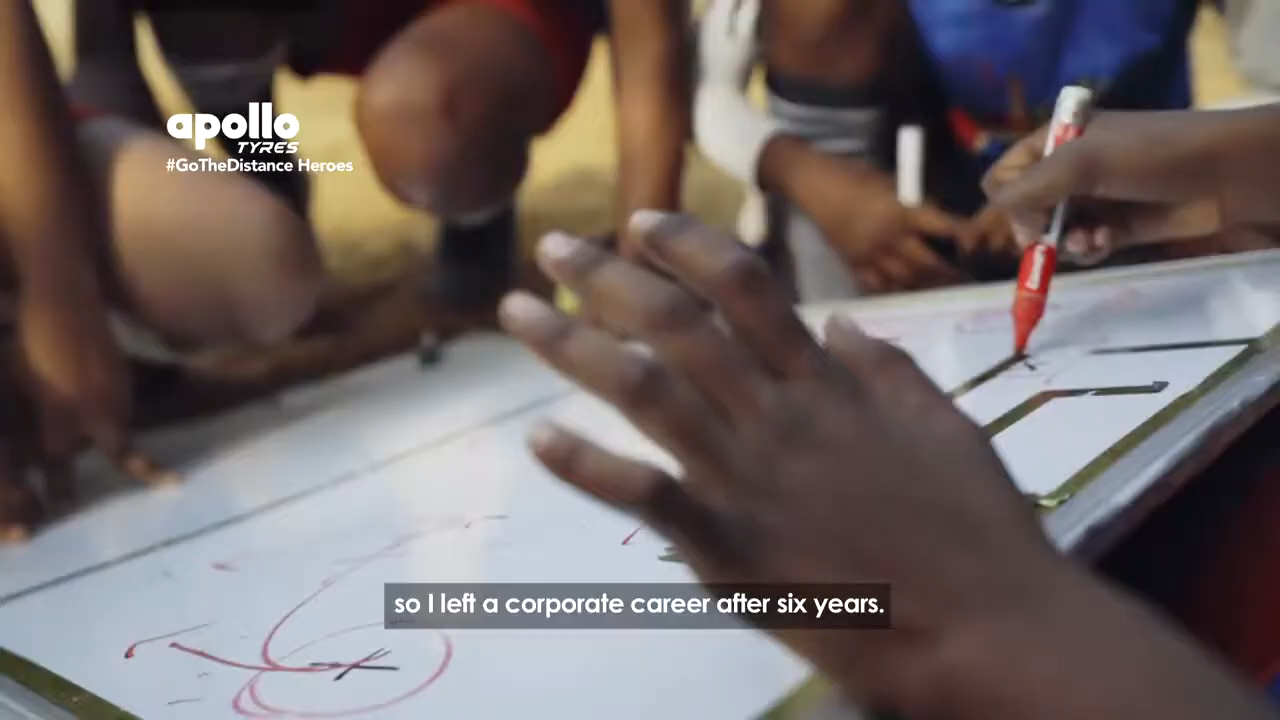 apollo
TYRES
#GoTheDistance Heroes
so I left a corporate career after six years.